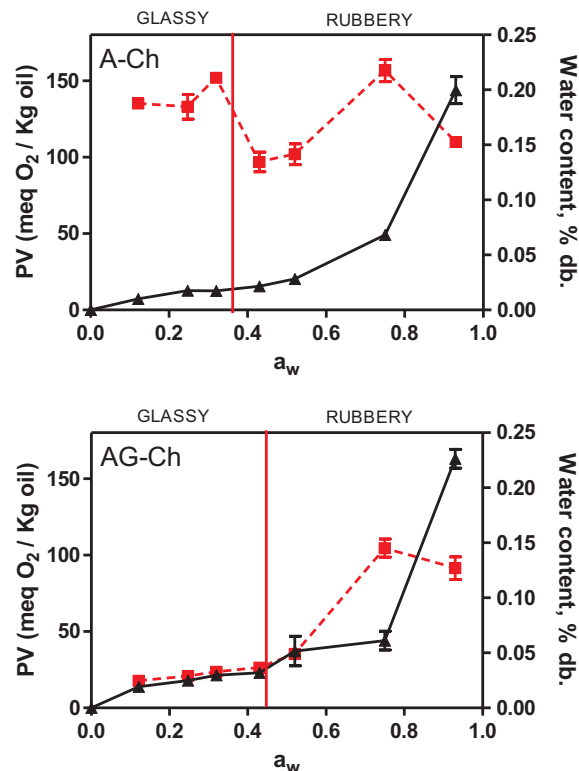 GLASSY RUBBERY
A-Ch
PV (meq O₂ / Kg oil)
150
100
50
0
0.25
0.20
0.15
0.10
0.05
0.00
Water content, % db.
0.0 0.2 0.4 0.6 0.8 1.0
a_w
GLASSY RUBBERY
AG-Ch
PV (meq O₂ / Kg oil)
150
100
50
0
0.25
0.20
0.15
0.10
0.05
0.00
Water content, % db.
0.0 0.2 0.4 0.6 0.8 1.0
a_w